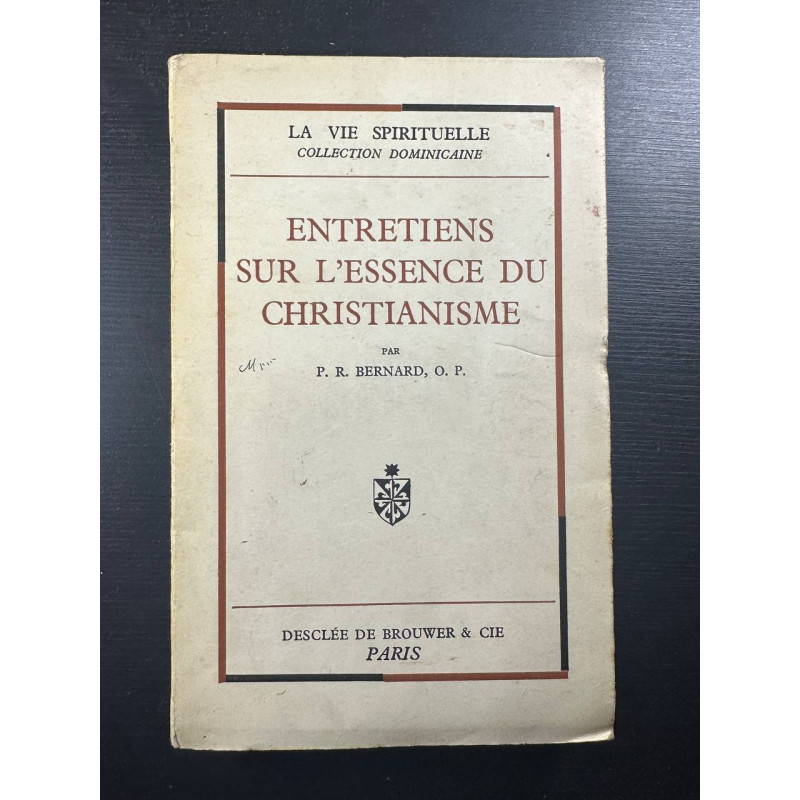 LA VIE SPIRITUELLE
COLLECTION DOMINICAINE
ENTRETIENS
SUR L'ESSENCE DU
CHRISTIANISME
PAR
P. R. BERNARD, O. P.
DESCLÉE DE BROUWER & CIE
PARIS